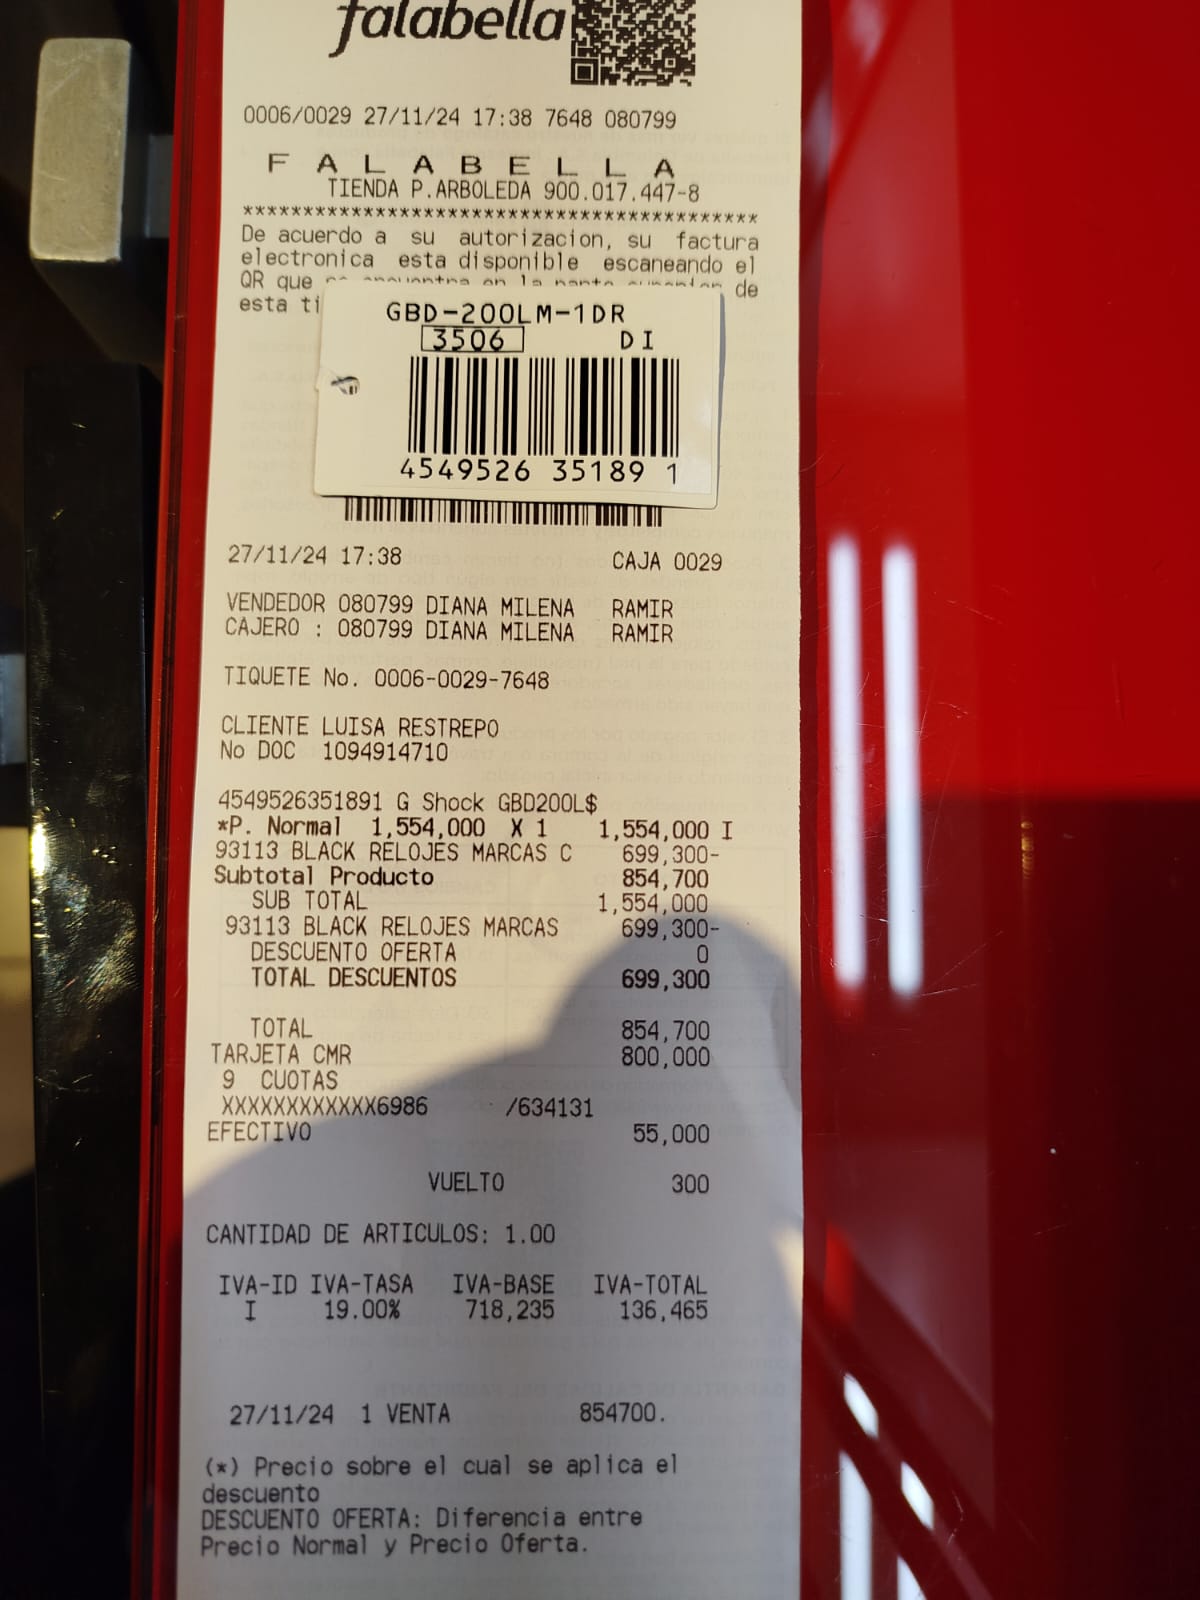 falabella
0006/0029 27/11/24 17:38 7648 080799
F A L A B E L L A
TIENDA P.ARBOLEDA 900.017.447-8
*******************************************
De acuerdo a su autorizacion, su factura
electronica esta disponible escaneando el
QR que se encuentra en la parte superior de
esta ti
GBD-200LM-1DR
3506 DI
4549526 35189 1
27/11/24 17:38 CAJA 0029
VENDEDOR 080799 DIANA MILENA RAMIR
CAJERO : 080799 DIANA MILENA RAMIR
TIQUETE No. 0006-0029-7648
CLIENTE LUISA RESTREPO
No DOC 1094914710
4549526351891 G Shock GBD200L$
*P. Normal 1,554,000 X 1 1,554,000 I
93113 BLACK RELOJES MARCAS C 699,300-
Subtotal Producto 854,700
SUB TOTAL 1,554,000
93113 BLACK RELOJES MARCAS 699,300-
DESCUENTO OFERTA 0
TOTAL DESCUENTOS 699,300
TOTAL 854,700
TARJETA CMR 800,000
9 CUOTAS
XXXXXXXXXXXX6986 /634131
EFECTIVO 55,000
VUELTO 300
CANTIDAD DE ARTICULOS: 1.00
IVA-ID IVA-TASA IVA-BASE IVA-TOTAL
I 19.00% 718,235 136,465
27/11/24 1 VENTA 854700.
(*) Precio sobre el cual se aplica el
descuento
DESCUENTO OFERTA: Diferencia entre
Precio Normal y Precio Oferta.